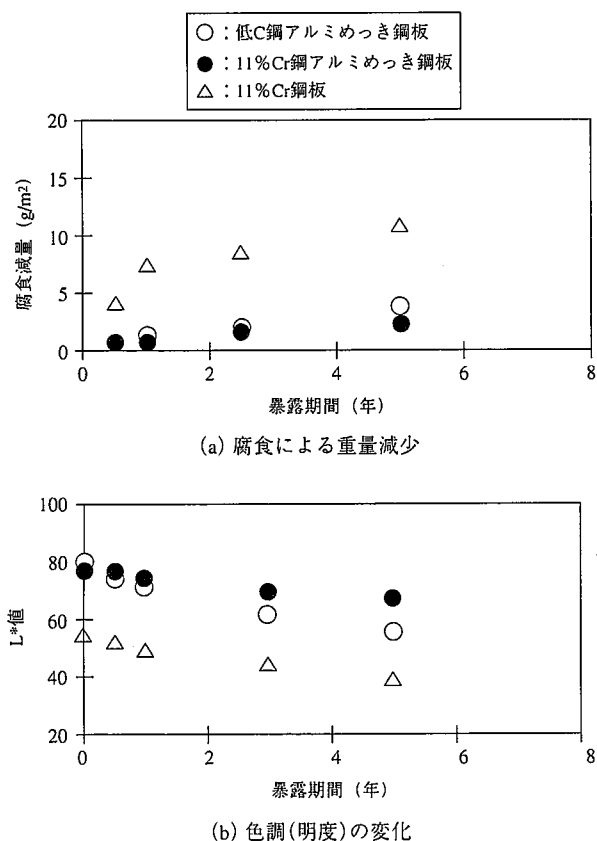 ○：低C鋼アルミめっき鋼板
●：11%Cr鋼アルミめっき鋼板
△：11%Cr鋼板
20
15
10
5
0
腐食減量（g/m²）
0 2 4 6 8
暴露期間（年）
(a) 腐食による重量減少
100
80
60
40
20
L*値
0 2 4 6 8
暴露期間（年）
(b) 色調(明度)の変化